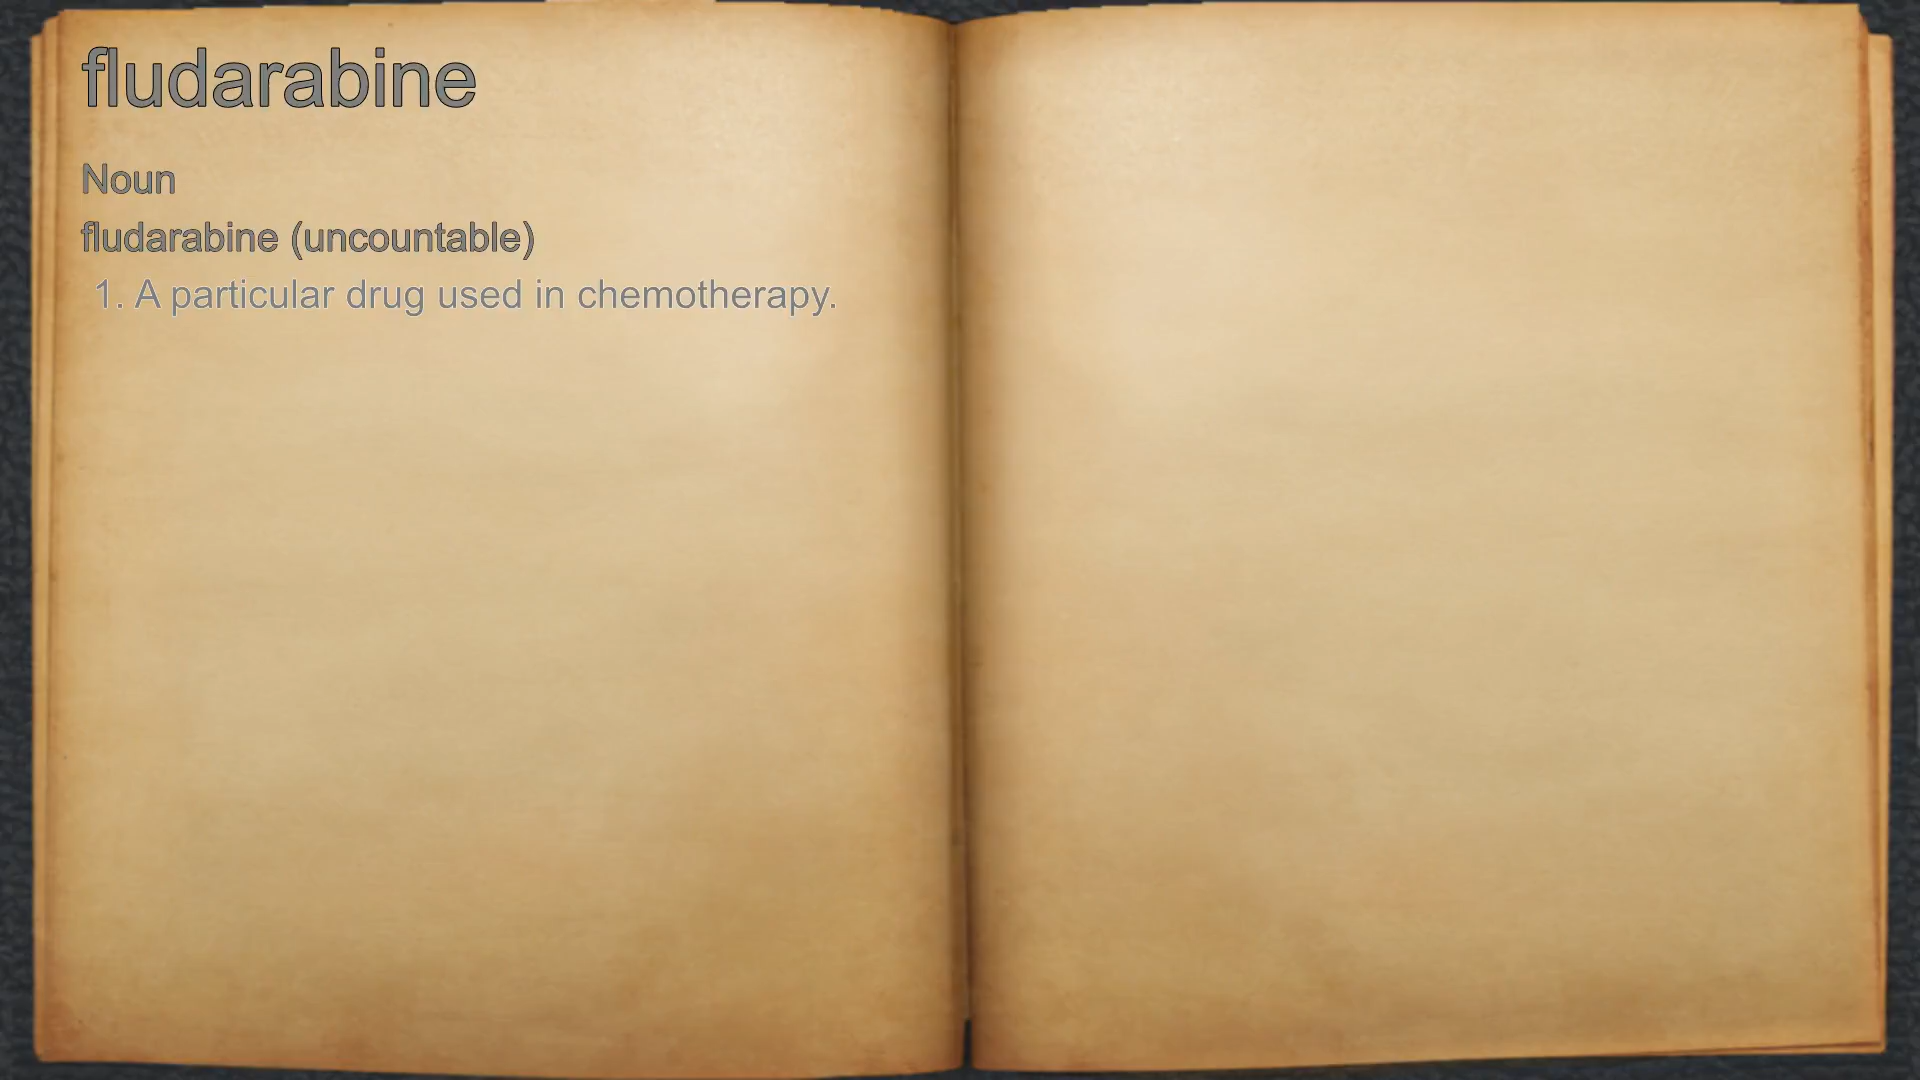 fludarabine
Noun
fludarabine (uncountable)
1. A particular drug used in chemotherapy.